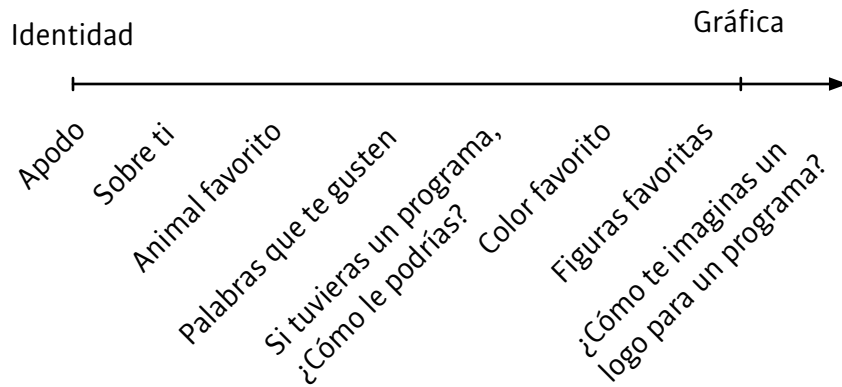 Identidad
Gráfica
Apodo
Sobre ti
Animal favorito
Palabras que te gusten
Si tuvieras un programa,
¿Cómo le podrías?
Color favorito
Figuras favoritas
¿Cómo te imaginas un
logo para un programa?